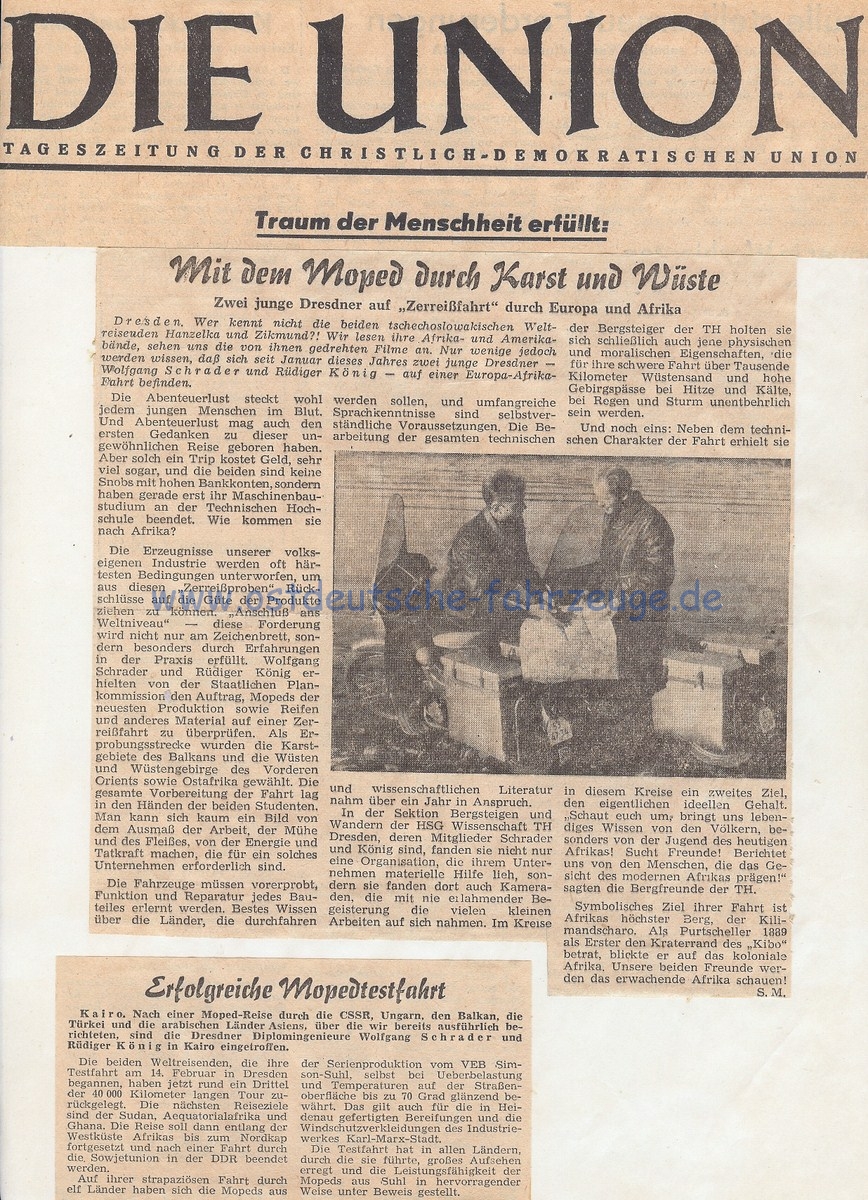 DIE UNION
TAGESZEITUNG DER CHRISTLICH-DEMOKRATISCHEN UNION
Traum der Menschheit erfüllt:
Mit dem Moped durch Karst und Wüste
Zwei junge Dresdner auf „Zerreißfahrt“ durch Europa und Afrika
Dresden. Wer kennt nicht die beiden tschechoslowakischen Welt-
reisenden Hanzelka und Zikmund?! Wir lesen ihre Afrika- und Amerika-
bände, sehen uns die von ihnen gedrehten Filme an. Nur wenige jedoch
werden wissen, daß sich seit Januar dieses Jahres zwei junge Dresdner —
Wolfgang Schrader und Rüdiger König — auf einer Europa-Afrika-
Fahrt befinden.
Die Abenteuerlust steckt wohl
jedem jungen Menschen im Blut.
Und Abenteuerlust mag auch den
ersten Gedanken zu dieser un-
gewöhnlichen Reise geboren haben.
Aber solch ein Trip kostet Geld, sehr
viel sogar, und die beiden sind keine
Snobs mit hohen Bankkonten, sondern
haben gerade erst ihr Maschinenbau-
studium an der Technischen Hoch-
schule beendet. Wie kommen sie
nach Afrika?
Die Erzeugnisse unserer volks-
eigenen Industrie werden oft här-
testen Bedingungen unterworfen, um
aus diesen „Zerreißproben“ Rück-
schlüsse auf die Güte der Produkte
ziehen zu können. „Anschluß ans
Weltniveau“ — diese Forderung
wird nicht nur am Zeichenbrett, son-
dern besonders durch Erfahrungen
in der Praxis erfüllt. Wolfgang
Schrader und Rüdiger König er-
hielten von der Staatlichen Plan-
kommission den Auftrag, Mopeds der
neuesten Produktion sowie Reifen
und anderes Material auf einer Zer-
reißfahrt zu überprüfen. Als Er-
probungsstrecke wurden die Karst-
gebiete des Balkans und die Wüsten
und Wüstengebirge des Vorderen
Orients sowie Ostafrika gewählt. Die
gesamte Vorbereitung der Fahrt lag
in den Händen der beiden Studenten.
Man kann sich kaum ein Bild von
dem Ausmaß der Arbeit, der Mühe
und des Fleißes, von der Energie und
Tatkraft machen, die für ein solches
Unternehmen erforderlich sind.
Die Fahrzeuge müssen vorerprobt,
Funktion und Reparatur jedes Bau-
teiles erlernt werden. Bestes Wissen
über die Länder, die durchfahren
werden sollen, und umfangreiche
Sprachkenntnisse sind selbstver-
ständliche Voraussetzungen. Die Be-
arbeitung der gesamten technischen
und wissenschaftlichen Literatur
nahm über ein Jahr in Anspruch.
In der Sektion Bergsteigen und
Wandern der HSG Wissenschaft TH
Dresden, deren Mitglieder Schrader
und König sind, fanden sie nicht nur
eine Organisation, die ihrem Unter-
nehmen materielle Hilfe lieh, son-
dern sie fanden dort auch Kamera-
den, die mit nie erlahmender Be-
geisterung die vielen kleinen
Arbeiten auf sich nahmen. Im Kreise
der Bergsteiger der TH holten sie
sich schließlich auch jene physischen
und moralischen Eigenschaften, die
für ihre schwere Fahrt über Tausende
Kilometer Wüstensand und hohe
Gebirgspässe bei Hitze und Kälte,
bei Regen und Sturm unentbehrlich
sein werden.
Und noch eins: Neben dem techni-
schen Charakter der Fahrt erhielt sie
in diesem Kreise ein zweites Ziel,
den eigentlichen ideellen Gehalt.
„Schaut euch um, bringt uns leben-
diges Wissen von den Völkern, be-
sonders von der Jugend des heutigen
Afrikas! Sucht Freunde! Berichtet
uns von den Menschen, die das Ge-
sicht des modernen Afrikas prägen!“
sagten die Bergfreunde der TH.
Symbolisches Ziel ihrer Fahrt ist
Afrikas höchster Berg, der Kili-
mandscharo. Als Purtscheller 1889
als Erster den Kraterrand des „Kibo“
betrat, blickte er auf das koloniale
Afrika. Unsere beiden Freunde wer-
den das erwachende Afrika schauen!
S. M.
www.ostdeutsche-fahrzeuge.de
Erfolgreiche Mopedtestfahrt
Kairo. Nach einer Moped-Reise durch die CSSR, Ungarn, den Balkan, die
Türkei und die arabischen Länder Asiens, über die wir bereits ausführlich be-
richteten, sind die Dresdner Diplomingenieure Wolfgang Schrader und
Rüdiger König in Kairo eingetroffen.
Die beiden Weltreisenden, die ihre
Testfahrt am 14. Februar in Dresden
begannen, haben jetzt rund ein Drittel
der 40 000 Kilometer langen Tour zu-
rückgelegt. Die nächsten Reiseziele
sind der Sudan, Aequatorialafrika und
Ghana. Die Reise soll dann entlang der
Westküste Afrikas bis zum Nordkap
fortgesetzt und nach einer Fahrt durch
die Sowjetunion in der DDR beendet
werden.
Auf ihrer strapaziösen Fahrt durch
elf Länder haben sich die Mopeds aus
der Serienproduktion vom VEB Sim-
son-Suhl, selbst bei Ueberbelastung
und Temperaturen auf der Straßen-
oberfläche bis zu 70 Grad glänzend be-
währt. Das gilt auch für die in Hei-
denau gefertigten Bereifungen und die
Windschutzverkleidungen des Industrie-
werkes Karl-Marx-Stadt.
Die Testfahrt hat in allen Ländern,
durch die sie führte, großes Aufsehen
erregt und die Leistungsfähigkeit der
Mopeds aus Suhl in hervorragender
Weise unter Beweis gestellt.